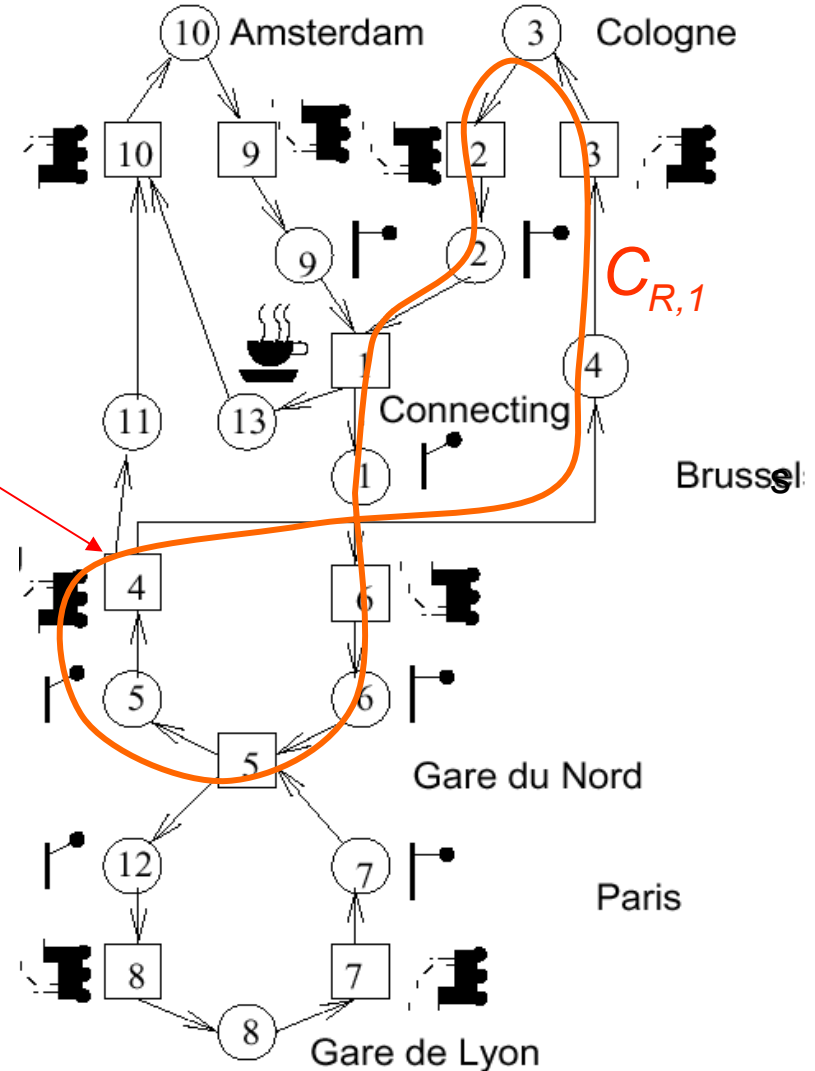 10 Amsterdam 3 Cologne
10 9 2 3
9 2
C_R,1
1 4
11 13 Connecting
1 Brussels
4 6
5 6
5 Gare du Nord
12 7
Paris
8 7
8 Gare de Lyon